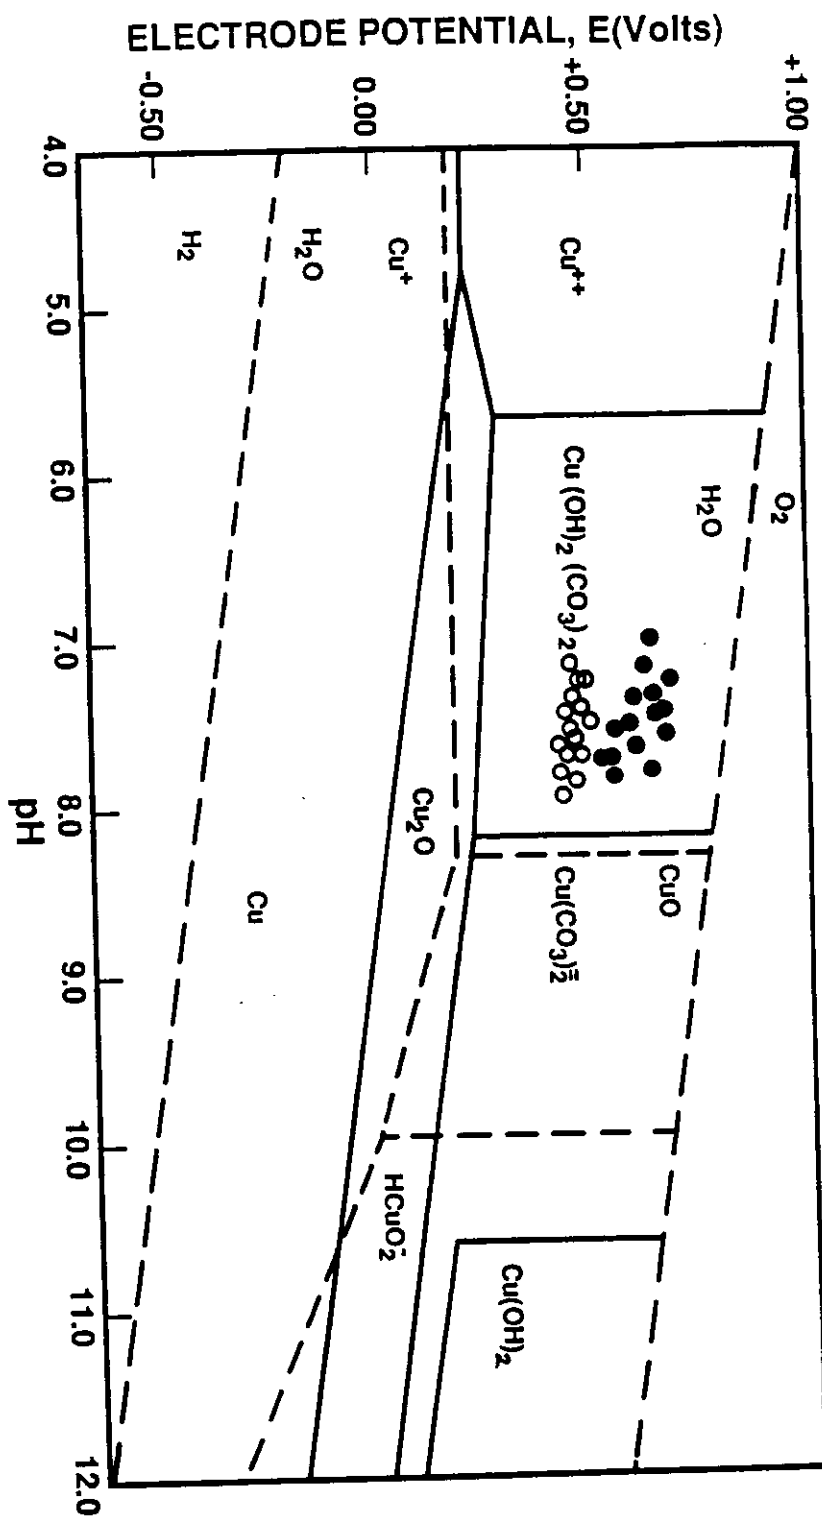 ELECTRODE POTENTIAL, E(Volts)
+1.00
+0.50
0.00
-0.50
4.0
5.0
6.0
7.0
8.0
9.0
10.0
11.0
12.0
pH
O₂
H₂O
Cu⁺⁺
Cu (OH)₂ (CO₃)₂
CuO
Cu(CO₃)₂⁼
Cu(OH)₂
Cu⁺
Cu₂O
HCuO₂⁻
H₂O
H₂
Cu